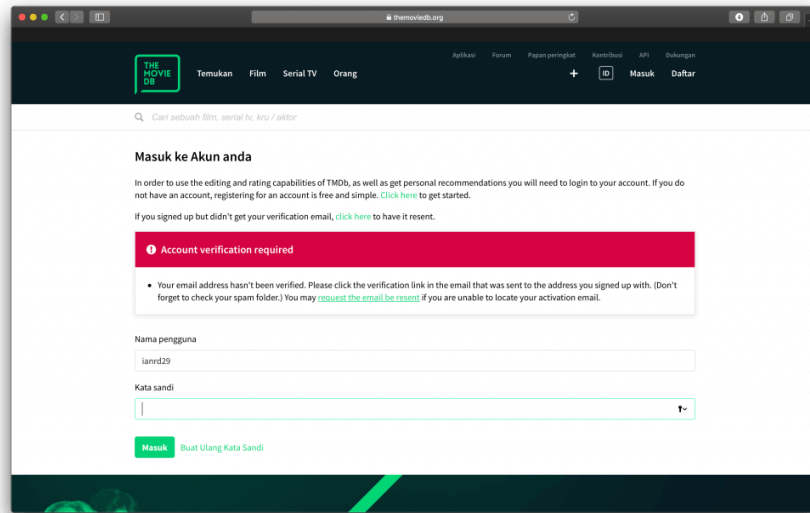 themoviedb.org
Aplikasi Forum Papan peringkat Kontribusi API Dukungan
THE
MOVIE
DB
Temukan Film Serial TV Orang + ID Masuk Daftar
Cari sebuah film, serial tv, kru / aktor
Masuk ke Akun anda
In order to use the editing and rating capabilities of TMDb, as well as get personal recommendations you will need to login to your account. If you do
not have an account, registering for an account is free and simple. Click here to get started.
If you signed up but didn't get your verification email, click here to have it resent.
Account verification required
• Your email address hasn't been verified. Please click the verification link in the email that was sent to the address you signed up with. (Don't
forget to check your spam folder.) You may request the email be resent if you are unable to locate your activation email.
Nama pengguna
ianrd29
Kata sandi
Masuk Buat Ulang Kata Sandi